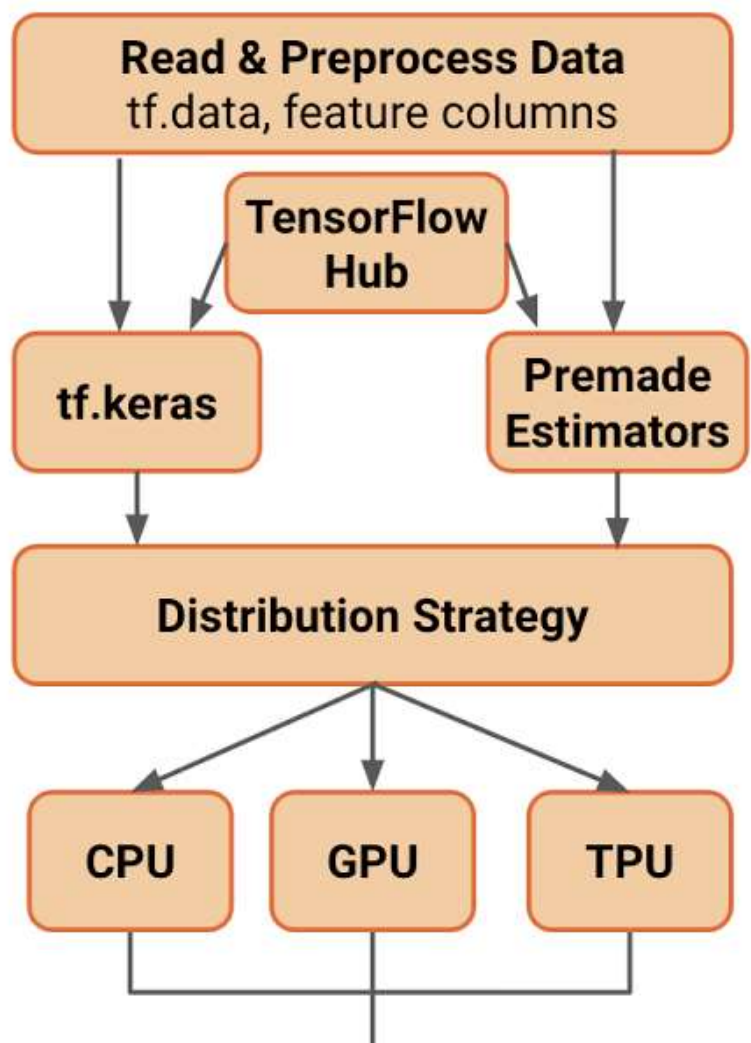 Read & Preprocess Data
tf.data, feature columns
TensorFlow
Hub
tf.keras
Premade
Estimators
Distribution Strategy
CPU
GPU
TPU